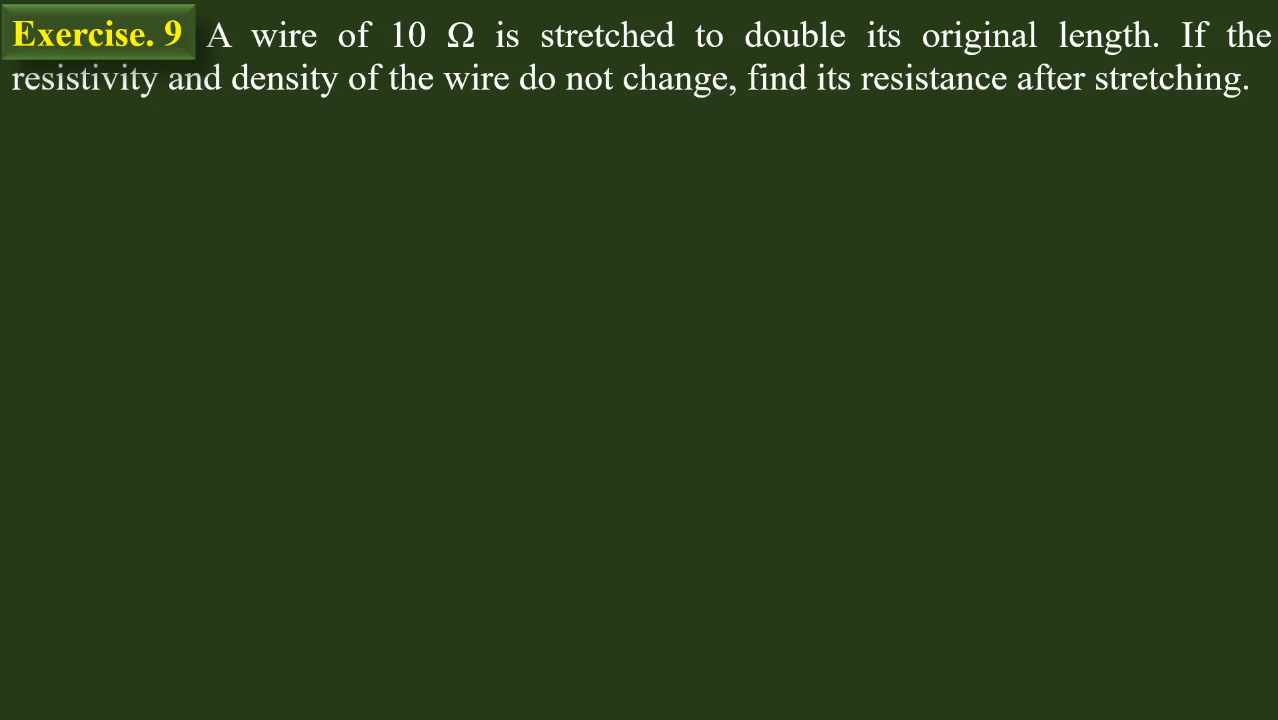 Exercise. 9 A wire of 10 Ω is stretched to double its original length. If the
resistivity and density of the wire do not change, find its resistance after stretching.